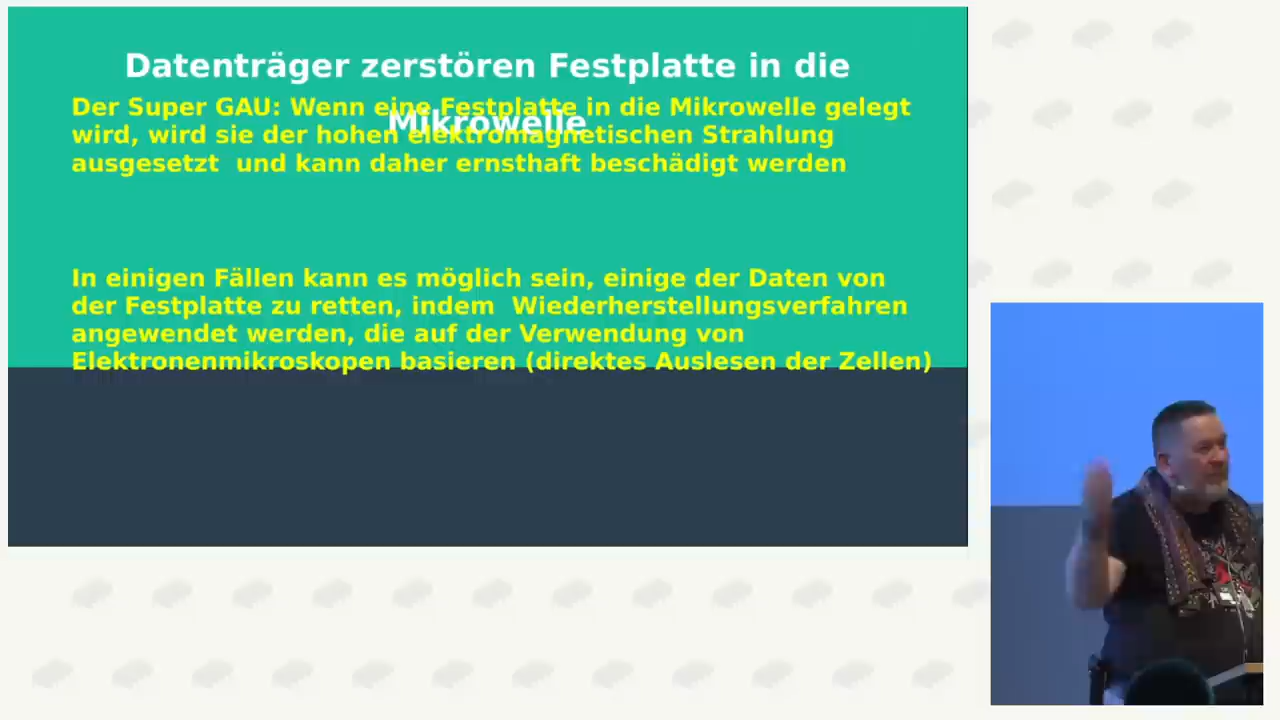 Datenträger zerstören Festplatte in die
Mikrowelle
Der Super GAU: Wenn eine Festplatte in die Mikrowelle gelegt
wird, wird sie der hohen elektromagnetischen Strahlung
ausgesetzt  und kann daher ernsthaft beschädigt werden
In einigen Fällen kann es möglich sein, einige der Daten von
der Festplatte zu retten, indem  Wiederherstellungsverfahren
angewendet werden, die auf der Verwendung von
Elektronenmikroskopen basieren (direktes Auslesen der Zellen)